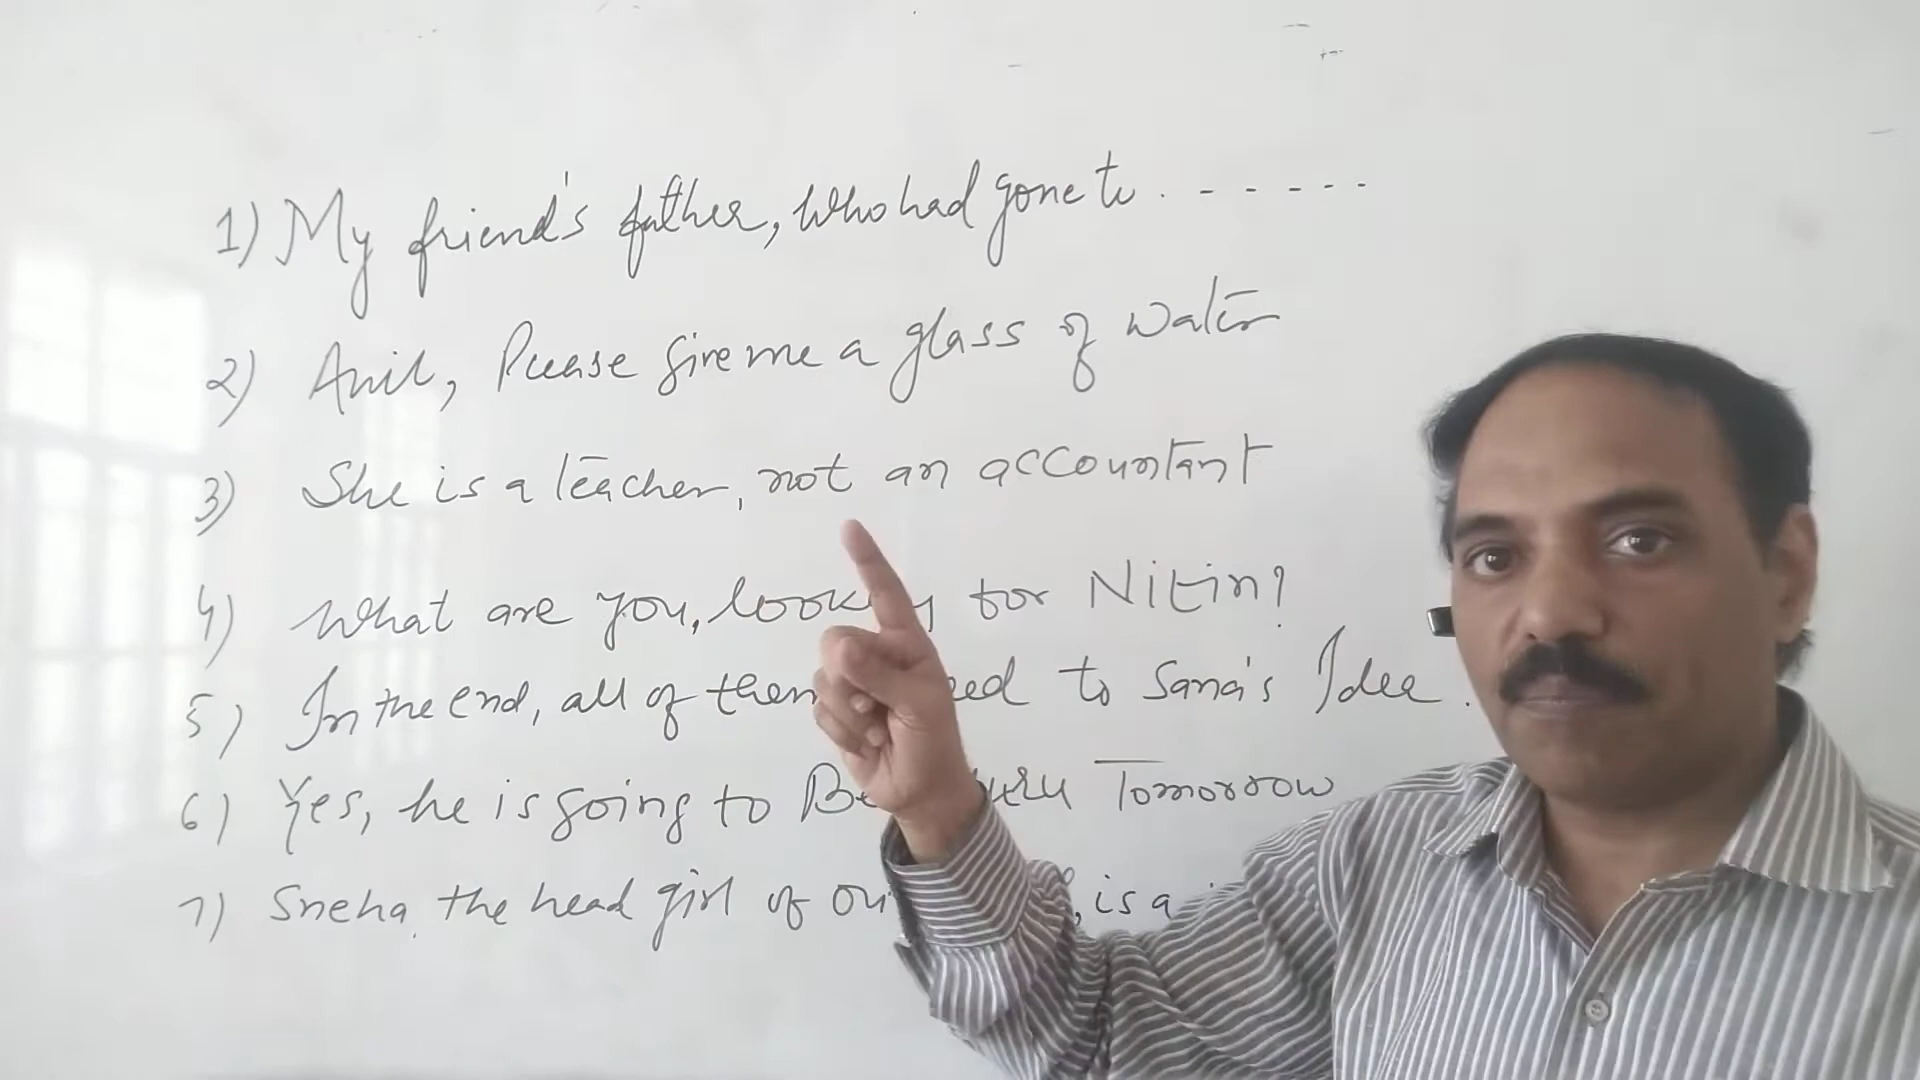 1) My friend's father, who had gone to . - - - - - -
2) Anil, Please give me a glass of water
3) She is a teacher, not an accountant
4) What are you, for Nitin?
5) In the end, all of them to Sana's Idea.
6) Yes, he is going to Tomorrow
7) Sneha, the head girl of , is a